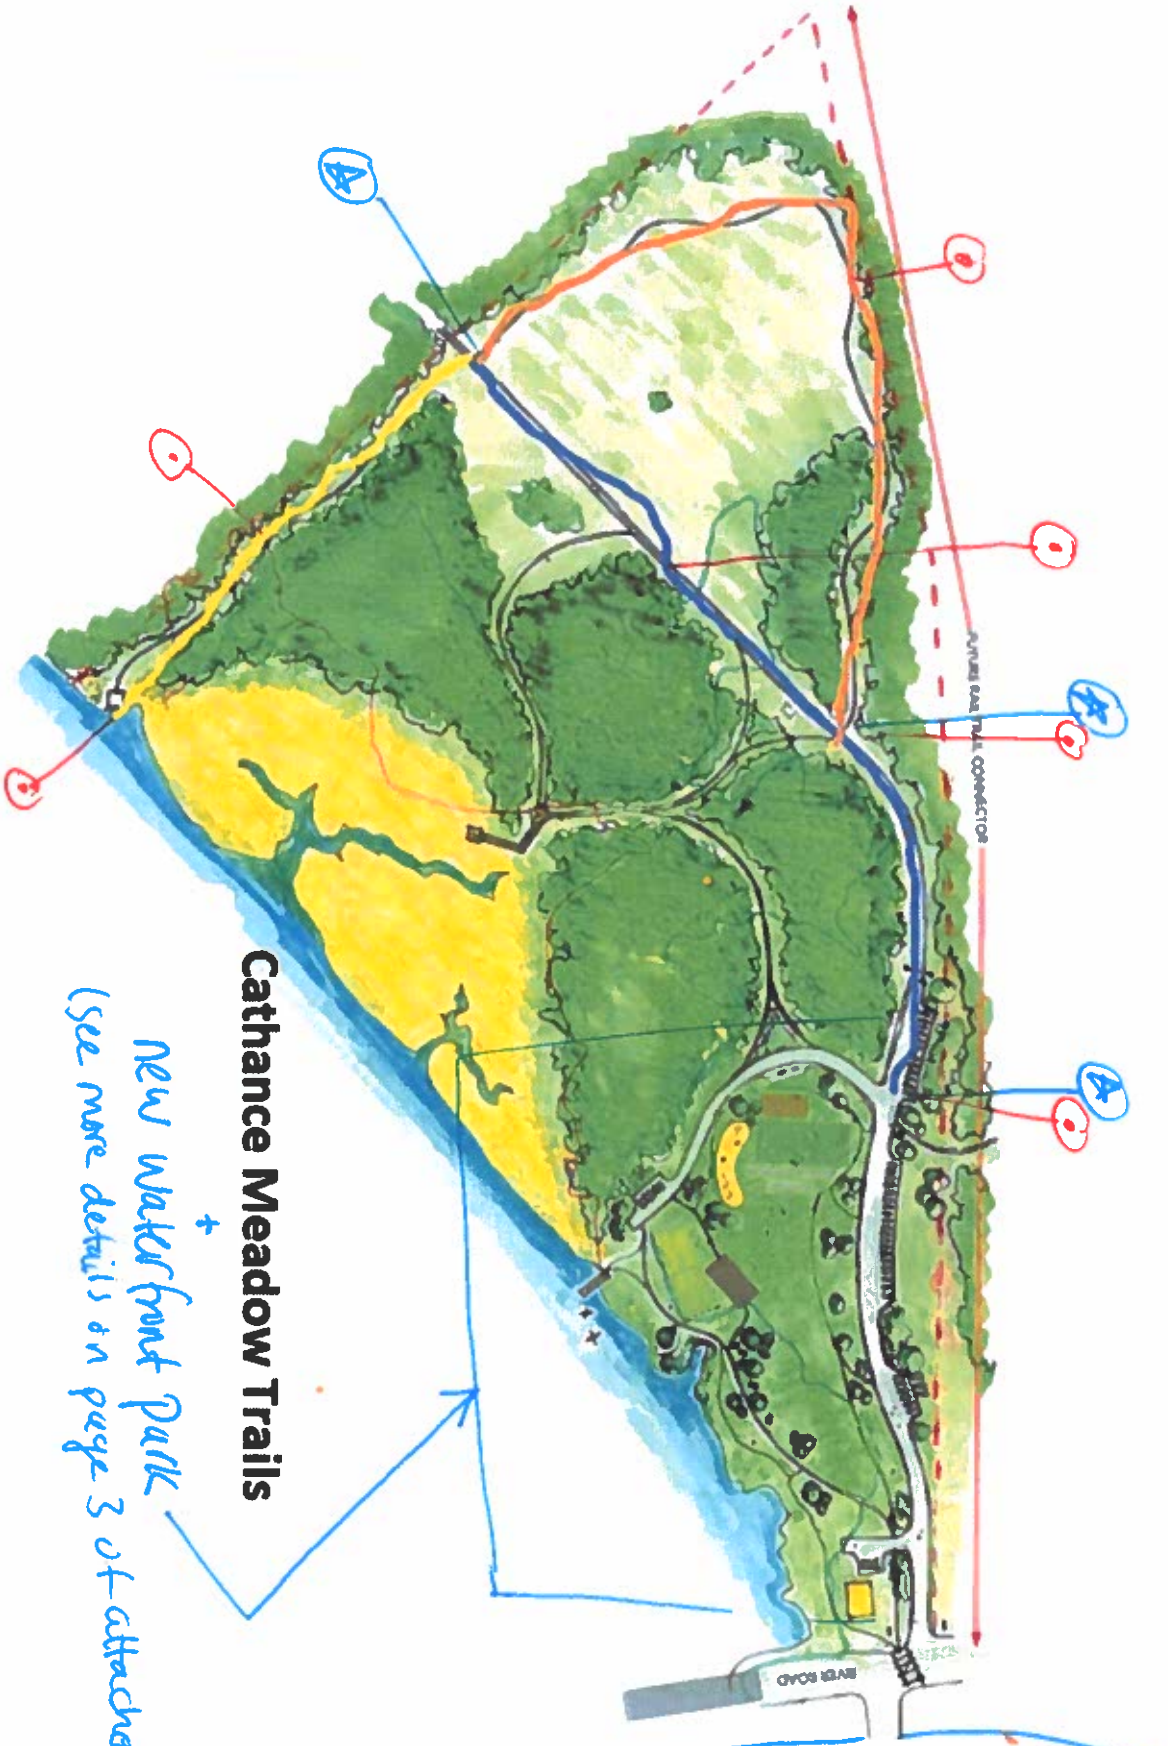 Cathance Meadow Trails
+
new waterfront park
(see more details on page 3 of attache
FUTURE RAIL TRAIL CONNECTOR
RIVER ROAD